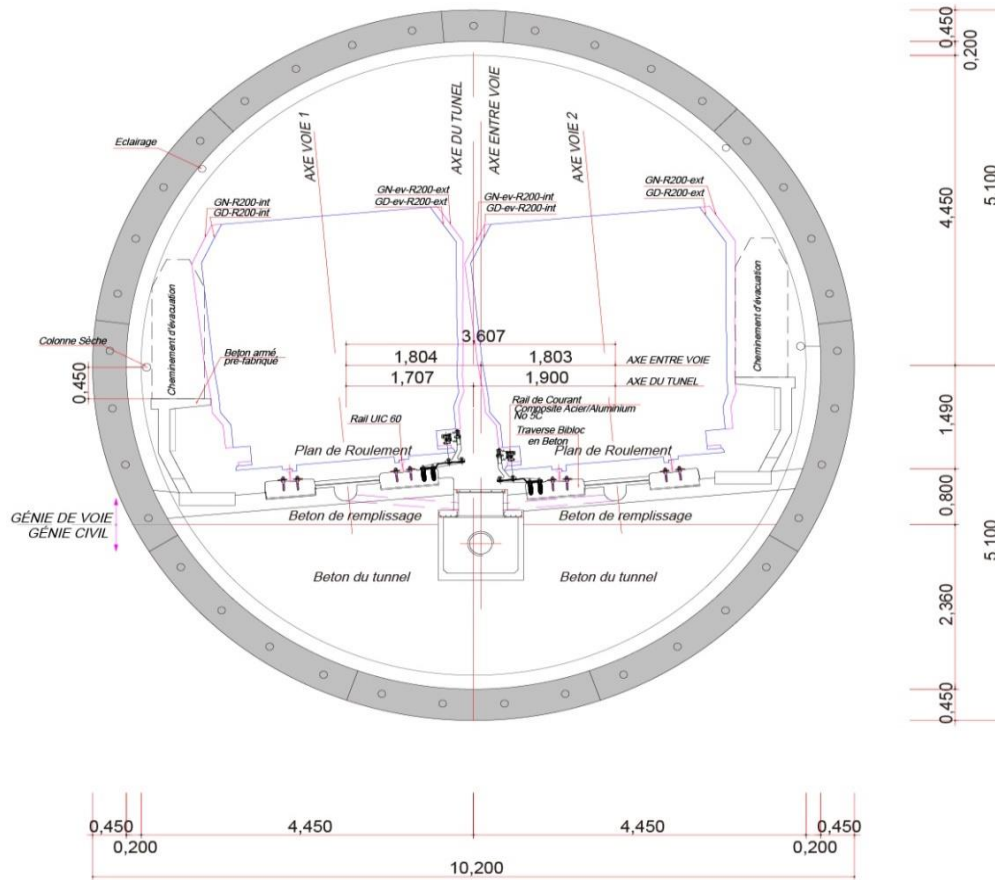 0,450
0,200
5,100
4,450
AXE VOIE 1
AXE DU TUNEL
AXE ENTRE VOIE
AXE VOIE 2
Eclairage
GN-R200-int
GD-R200-int
GN-ev-R200-ext
GD-ev-R200-ext
GN-ev-R200-int
GD-ev-R200-int
GN-R200-ext
GD-R200-ext
Cheminement d'évacuation
Cheminement d'évacuation
Colonne Sèche
0,450
Beton armé
pré-fabriqué
3,607
1,804
1,803
AXE ENTRE VOIE
1,707
1,900
AXE DU TUNEL
Rail de Courant
Composite Acier/Aluminium
No 5C
Rail UIC 60
Traverse Bibloc
en Beton
Plan de Roulement
Plan de Roulement
1,490
0,800
GÉNIE DE VOIE
GÉNIE CIVIL
Beton de remplissage
Beton de remplissage
5,100
Beton du tunnel
Beton du tunnel
2,360
0,450
0,450
4,450
4,450
0,450
0,200
0,200
10,200